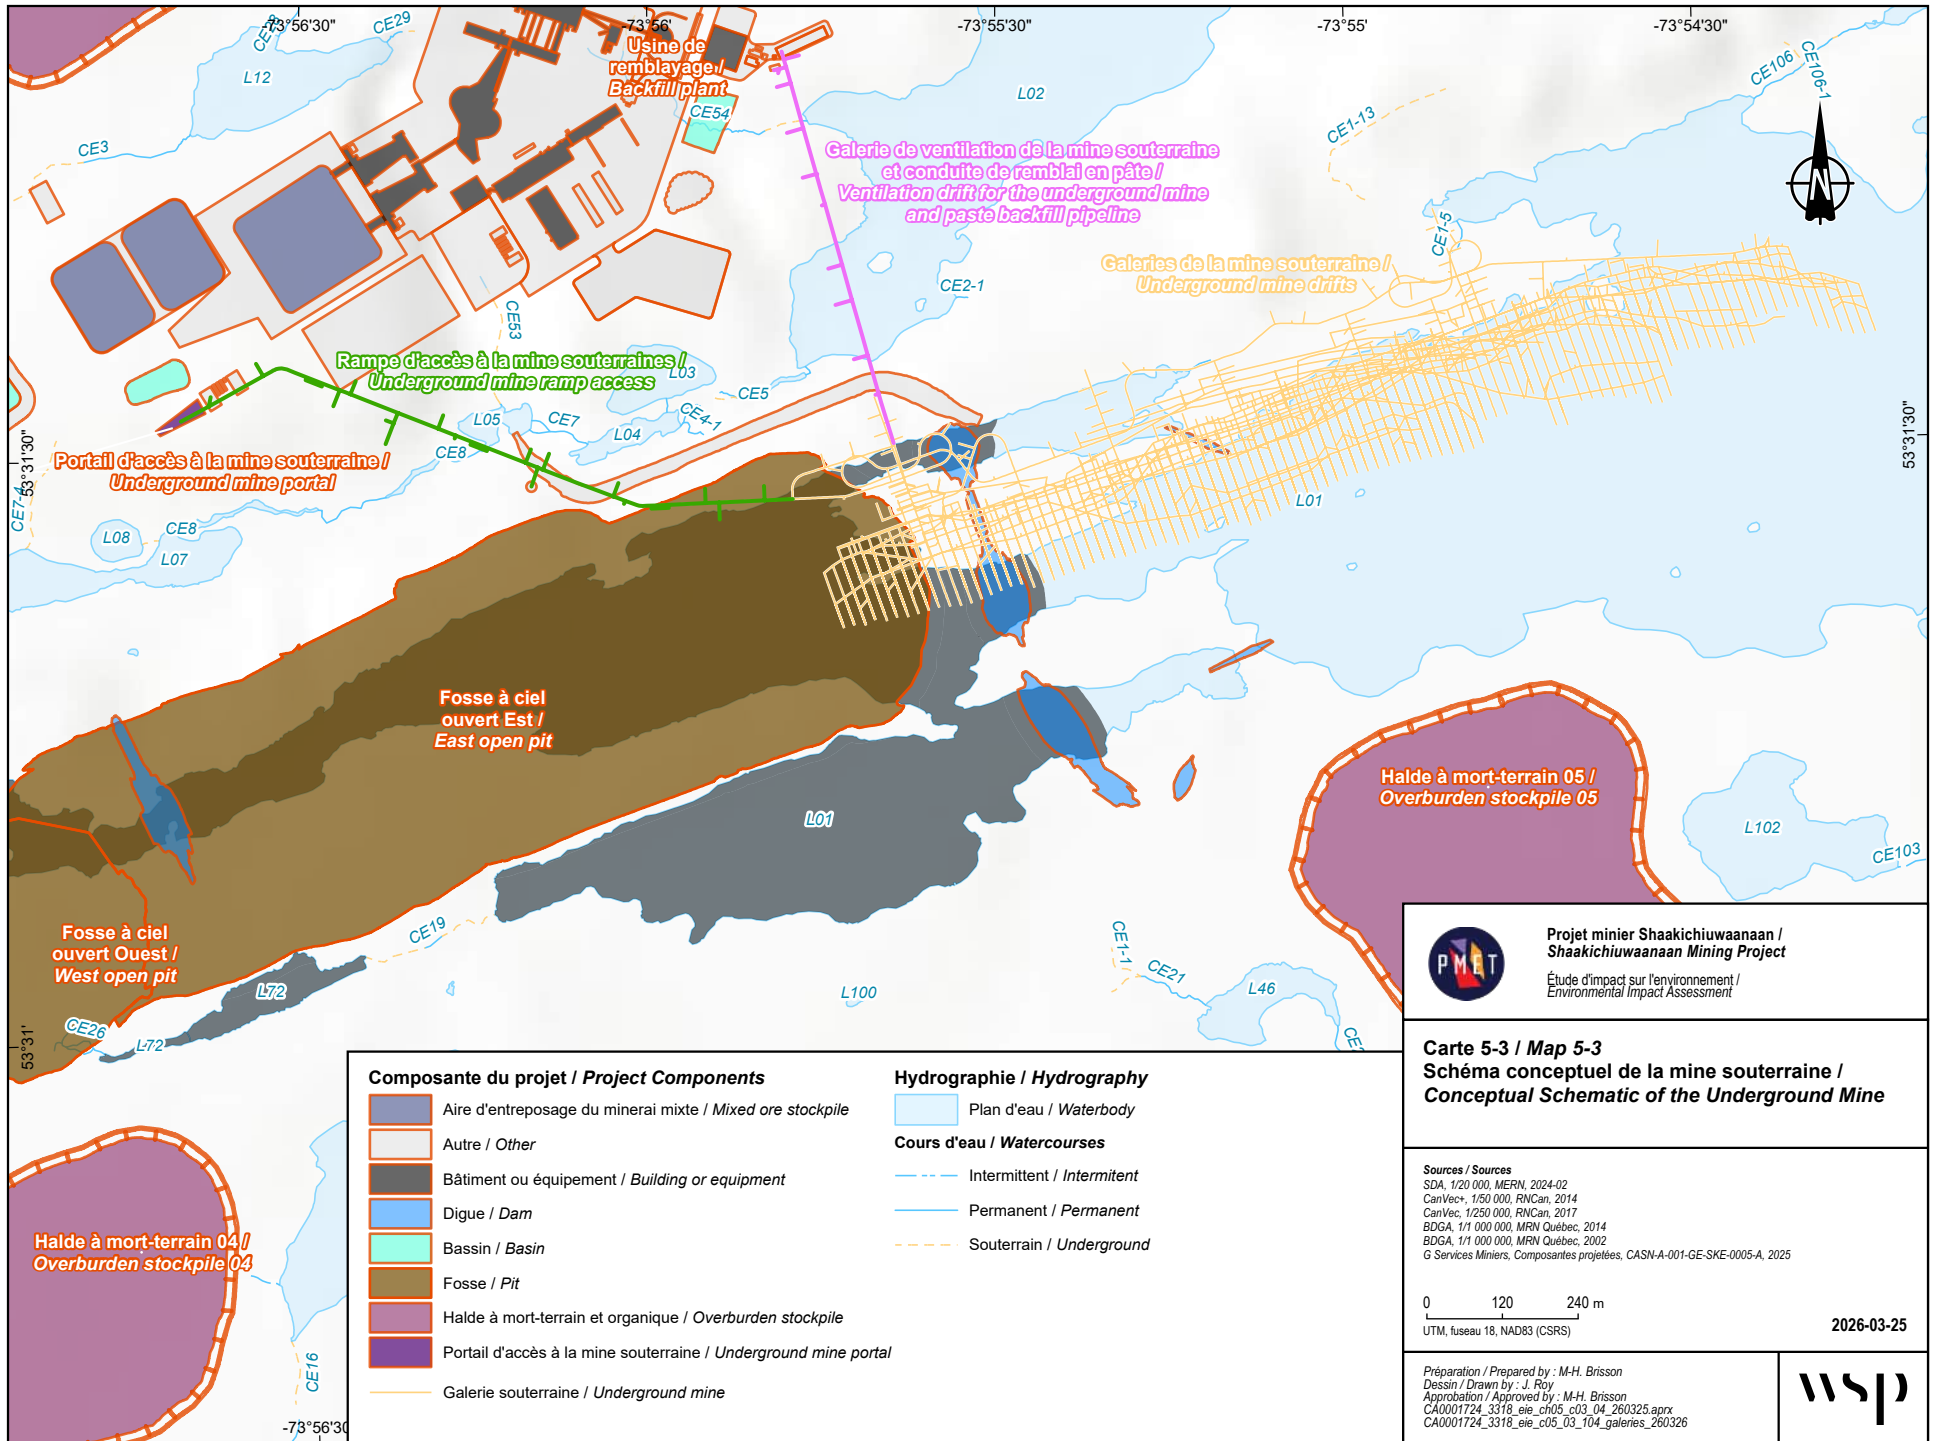 -73°56'30"
-73°56'
-73°55'30"
-73°55'
-73°54'30"
CE29
L12
CE3
Usine de
remblayage /
Backfill plant
CE54
L02
CE1-13
CE106
CE106-1
N
Galerie de ventilation de la mine souterraine
et conduite de remblai en pâte /
Ventilation drift for the underground mine
and paste backfill pipeline
CE1-5
CE2-1
Galeries de la mine souterraine /
Underground mine drifts
CE53
Rampe d'accès à la mine souterraines /
Underground mine ramp access
L03
CE5
CE4-1
L05
CE7
L04
CE8
53°31'30"
53°31'30"
Portail d'accès à la mine souterraine /
Underground mine portal
CE7-4
CE8
L08
L07
L01
Fosse à ciel
ouvert Est /
East open pit
Halde à mort-terrain 05 /
Overburden stockpile 05
L01
L102
CE103
CE19
Fosse à ciel
ouvert Ouest /
West open pit
L72
L100
CE1-1
CE21
L46
CE26
L72
53°31'
Halde à mort-terrain 04 /
Overburden stockpile 04
CE16
-73°56'30
Composante du projet / Project Components
Aire d'entreposage du minerai mixte / Mixed ore stockpile
Autre / Other
Bâtiment ou équipement / Building or equipment
Digue / Dam
Bassin / Basin
Fosse / Pit
Halde à mort-terrain et organique / Overburden stockpile
Portail d'accès à la mine souterraine / Underground mine portal
Galerie souterraine / Underground mine
Hydrographie / Hydrography
Plan d'eau / Waterbody
Cours d'eau / Watercourses
Intermittent / Intermitent
Permanent / Permanent
Souterrain / Underground
PMET
Projet minier Shaakichiuwaanaan /
Shaakichiuwaanaan Mining Project
Étude d'impact sur l'environnement /
Environmental Impact Assessment
Carte 5-3 / Map 5-3
Schéma conceptuel de la mine souterraine /
Conceptual Schematic of the Underground Mine
Sources / Sources
SDA, 1/20 000, MERN, 2024-02
CanVec+, 1/50 000, RNCan, 2014
CanVec, 1/250 000, RNCan, 2017
BDGA, 1/1 000 000, MRN Québec, 2014
BDGA, 1/1 000 000, MRN Québec, 2002
G Services Miniers, Composantes projetées, CASN-A-001-GE-SKE-0005-A, 2025
0 120 240 m
UTM, fuseau 18, NAD83 (CSRS)
2026-03-25
Préparation / Prepared by : M-H. Brisson
Dessin / Drawn by : J. Roy
Approbation / Approved by : M-H. Brisson
CA0001724_3318_eie_ch05_c03_04_260325.aprx
CA0001724_3318_eie_c05_03_104_galeries_260326
wsp